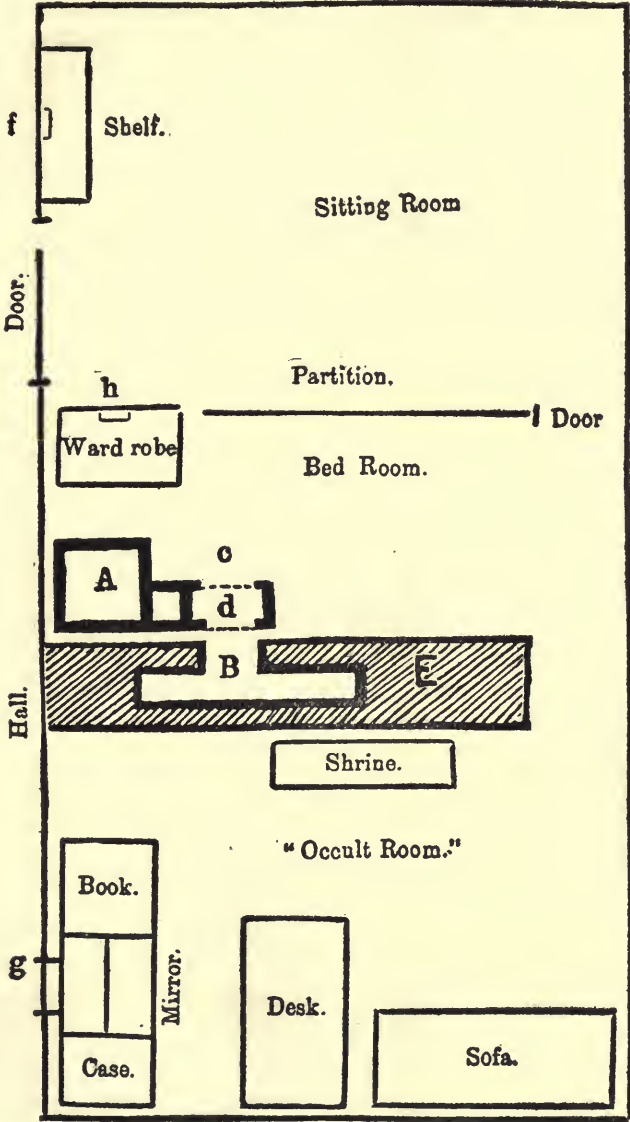 f
Shelf.
Sitting Room
Door.
h
Partition.
Door
Ward robe
Bed Room.
c
A
d
B
E
Hall.
Shrine.
"Occult Room."
Book.
g
Mirror.
Desk.
Case.
Sofa.